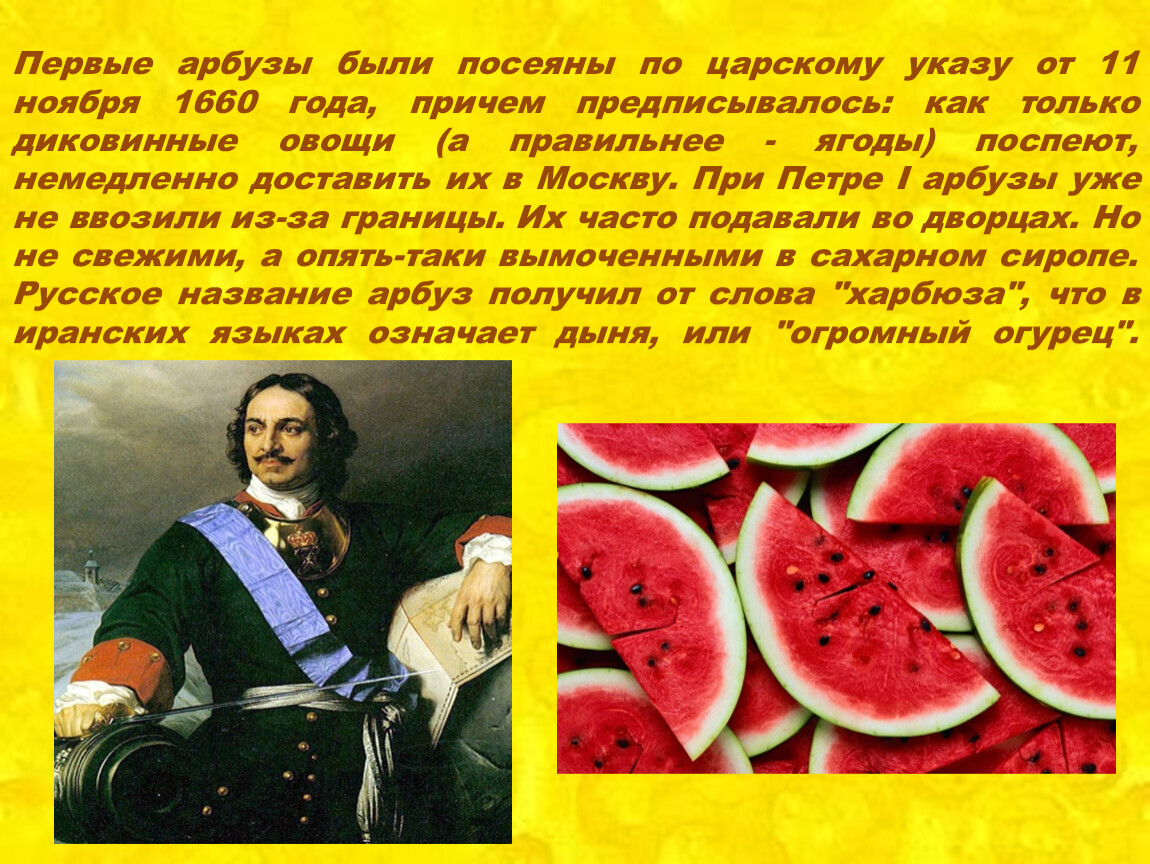 Первые арбузы были посеяны по царскому указу от 11
ноября 1660 года, причем предписывалось: как только
диковинные овощи (а правильнее - ягоды) поспеют,
немедленно доставить их в Москву. При Петре I арбузы уже
не ввозили из-за границы. Их часто подавали во дворцах. Но
не свежими, а опять-таки вымоченными в сахарном сиропе.
Русское название арбуз получил от слова "харбюза", что в
иранских языках означает дыня, или "огромный огурец".